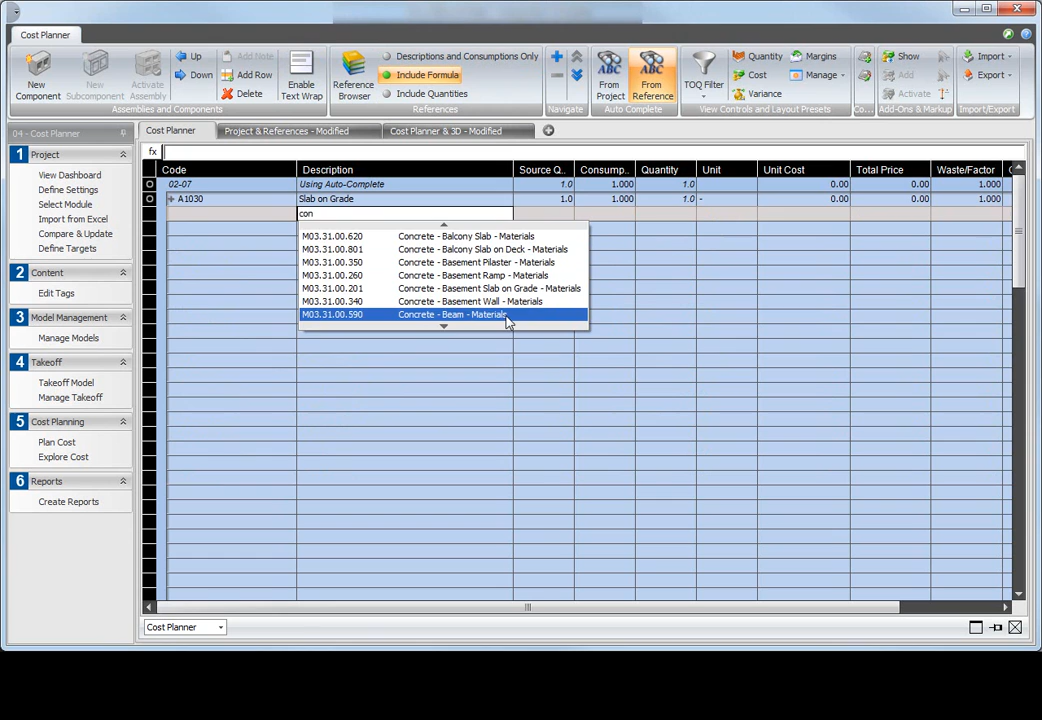 Cost Planner
New Component
New Subcomponent
Activate Assembly
Up
Down
Add Note
Add Row
Delete
Enable Text Wrap
Assemblies and Components
Reference Browser
Descriptions and Consumptions Only
Include Formula
Include Quantities
References
Navigate
From Project
From Reference
Auto Complete
TOQ Filter
Quantity
Cost
Variance
Margins
Manage
View Controls and Layout Presets
Co...
Show
Add
Activate
Add-Ons & Markup
Import
Export
Import/Export
04 - Cost Planner
Cost Planner
Project & References - Modified
Cost Planner & 3D - Modified
1 Project
View Dashboard
Define Settings
Select Module
Import from Excel
Compare & Update
Define Targets
2 Content
Edit Tags
3 Model Management
Manage Models
4 Takeoff
Takeoff Model
Manage Takeoff
5 Cost Planning
Plan Cost
Explore Cost
6 Reports
Create Reports
fx
Code Description Source Q.. Consump.. Quantity Unit Unit Cost Total Price Waste/Factor
02-07 Using Auto-Complete 1.0 1.000 1.0 0.00 0.00 1.000
A1030 Slab on Grade 1.0 1.000 1.0 - 0.00 0.00 1.000
con
M03.31.00.620 Concrete - Balcony Slab - Materials
M03.31.00.801 Concrete - Balcony Slab on Deck - Materials
M03.31.00.350 Concrete - Basement Pilaster - Materials
M03.31.00.260 Concrete - Basement Ramp - Materials
M03.31.00.201 Concrete - Basement Slab on Grade - Materials
M03.31.00.340 Concrete - Basement Wall - Materials
M03.31.00.590 Concrete - Beam - Materials
Cost Planner